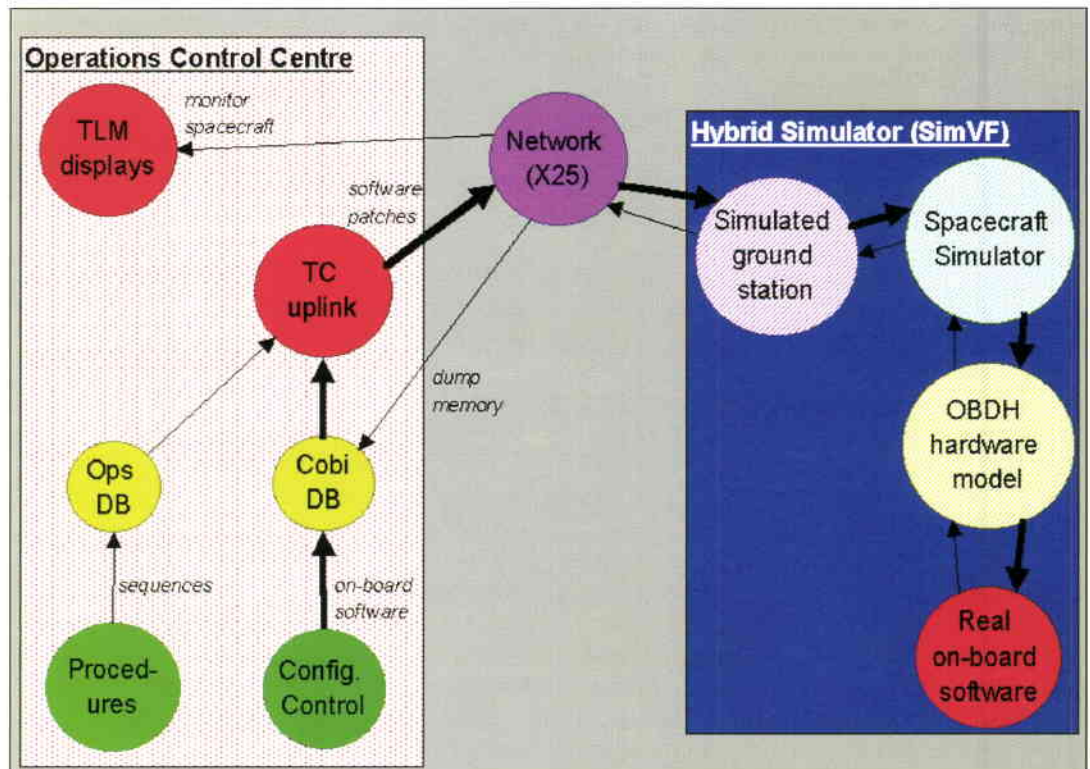 Operations Control Centre
TLM
displays
monitor
spacecraft
Network
(X25)
software
patches
TC
uplink
dump
memory
Ops
DB
Cobi
DB
sequences
on-board
software
Proced-
ures
Config.
Control
Hybrid Simulator (SimVF)
Simulated
ground
station
Spacecraft
Simulator
OBDH
hardware
model
Real
on-board
software